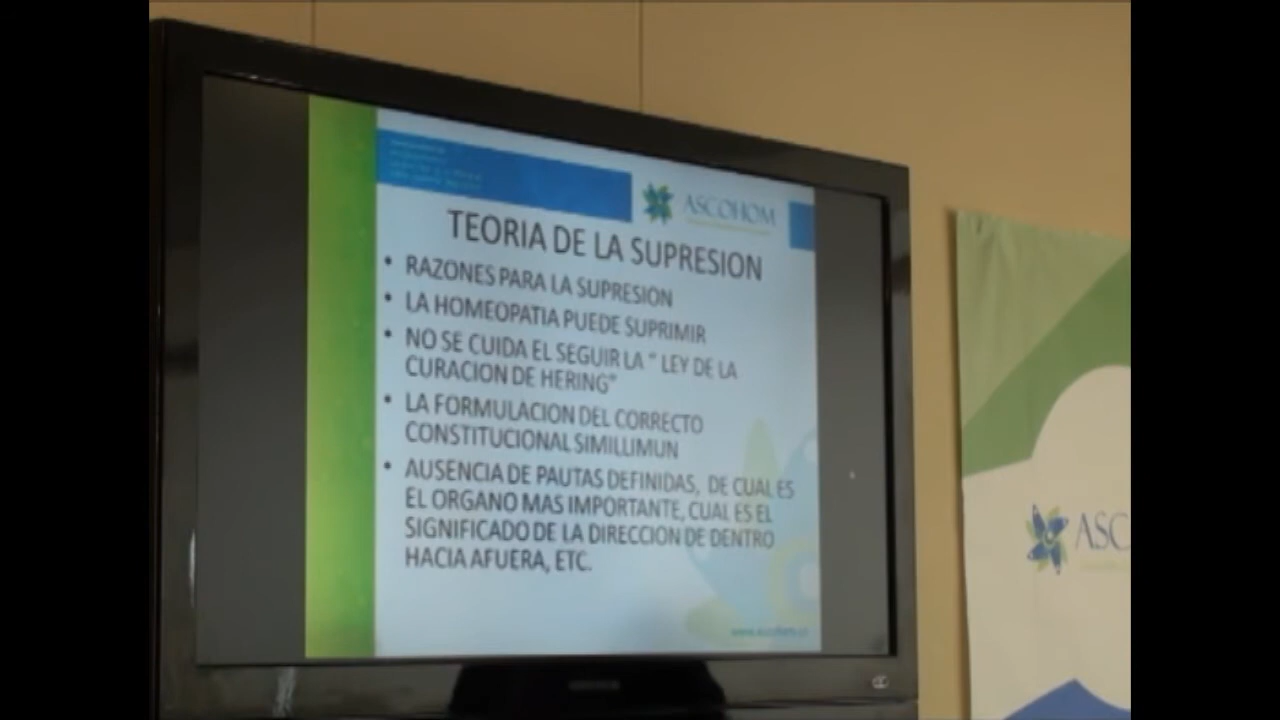 ASCOHOM
TEORIA DE LA SUPRESION
• RAZONES PARA LA SUPRESION
• LA HOMEOPATIA PUEDE SUPRIMIR
• NO SE CUIDA EL SEGUIR LA " LEY DE LA
CURACION DE HERING"
• LA FORMULACION DEL CORRECTO
CONSTITUCIONAL SIMILLIMUN
• AUSENCIA DE PAUTAS DEFINIDAS, DE CUAL ES
EL ORGANO MAS IMPORTANTE, CUAL ES EL
SIGNIFICADO DE LA DIRECCION DE DENTRO
HACIA AFUERA, ETC.
ASC